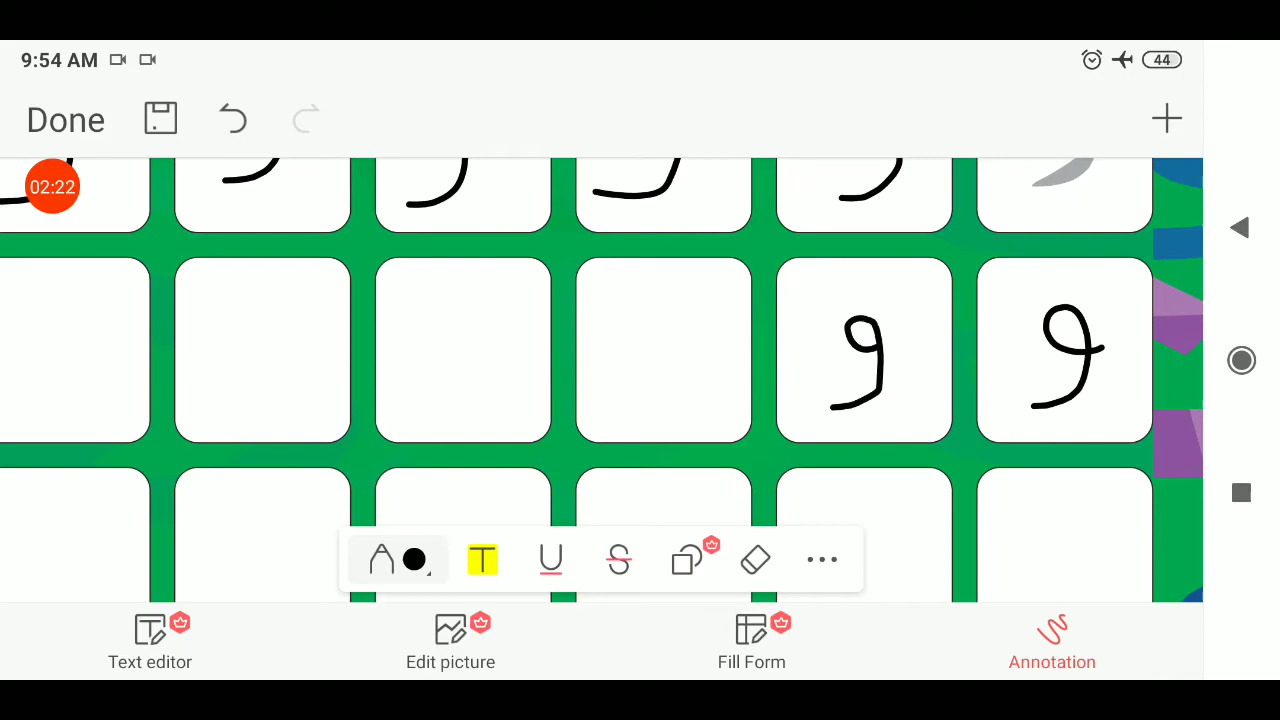 9:54 AM 44
Done
02:22
و و
T U S
Text editor Edit picture Fill Form Annotation